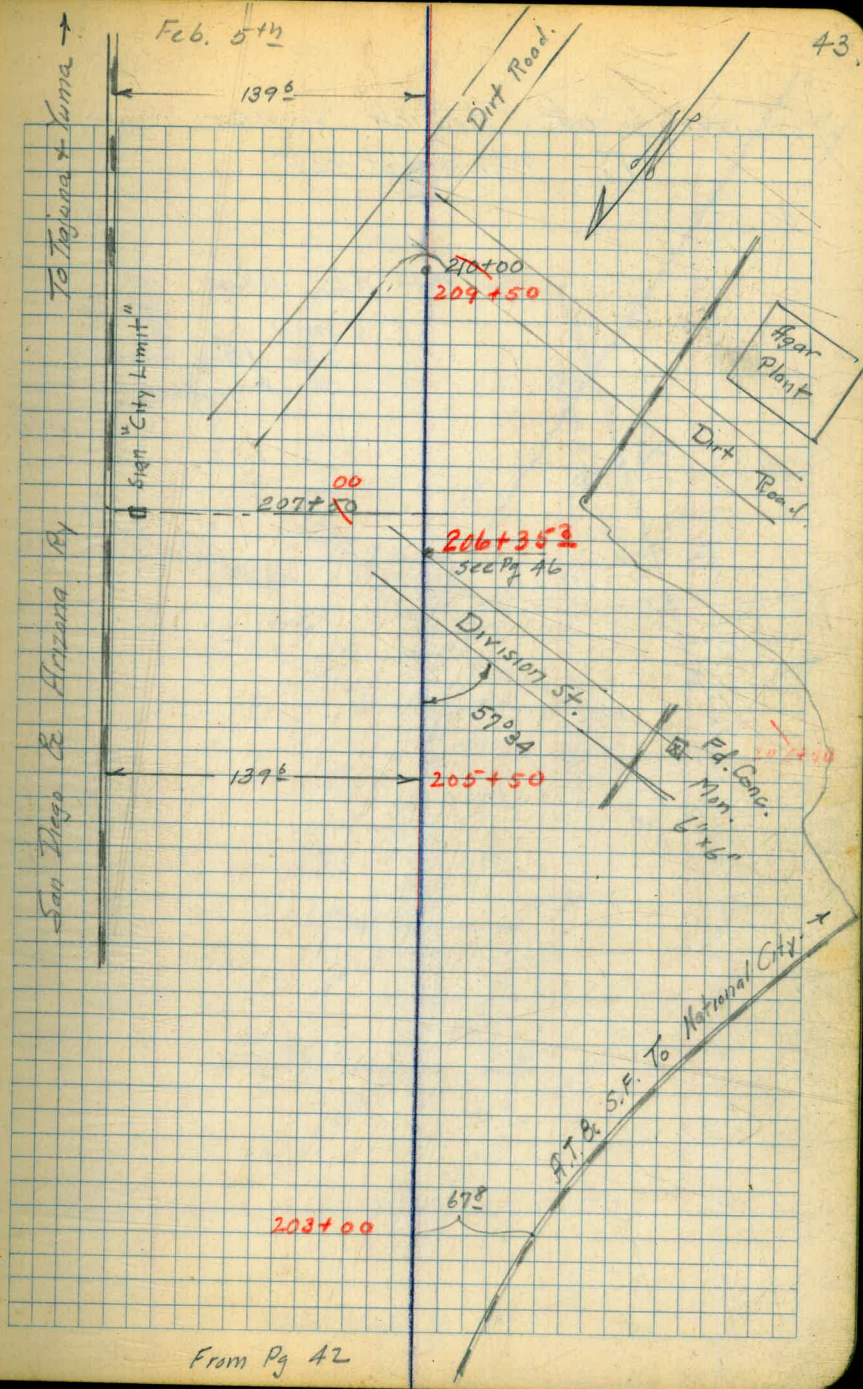 Feb. 5th
43.
139 6
To Tijuana & Yuma →
Dirt Road.
N
210+00
209+50
Sign "City Limit"
Agar
Plant
Dirt Road.
207+50
00
206+35 3
see Pg 46
San Diego & Arizona Ry
Division St.
57°34
Fd. Conc.
Mon.
6"x6"
139 6
205+50
A.T. & S.F. To National City.
67 8
203+00
From Pg 42